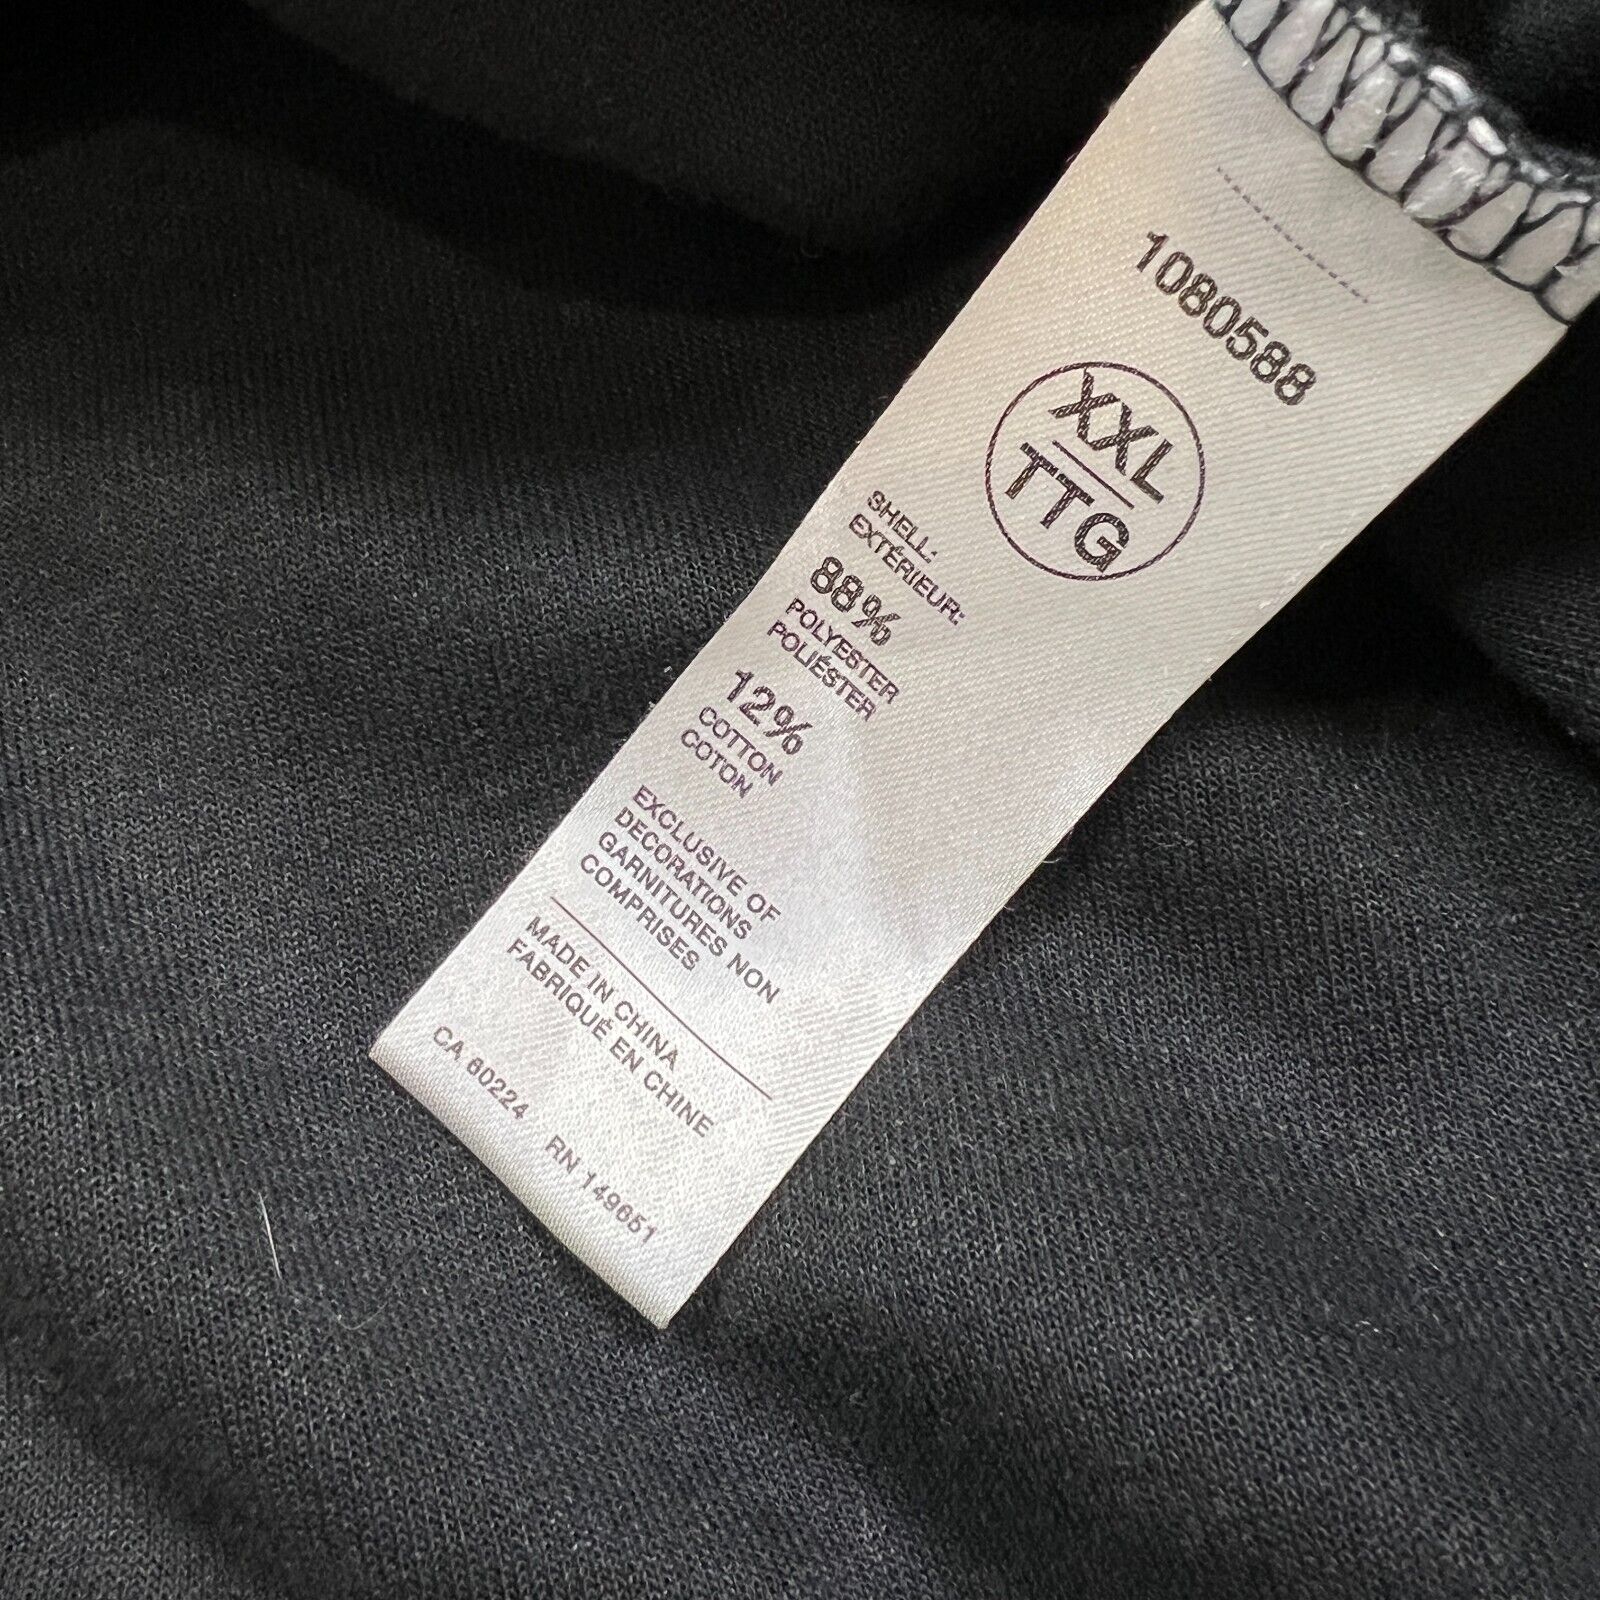 1080588
XXL
TTG
SHELL:
EXTÉRIEUR:
88%
POLYESTER
POLIÉSTER
12%
COTTON
COTON
EXCLUSIVE OF
DECORATIONS
GARNITURES NON
COMPRISES
MADE IN CHINA
FABRIQUÉ EN CHINE
CA 60224 RN 149651